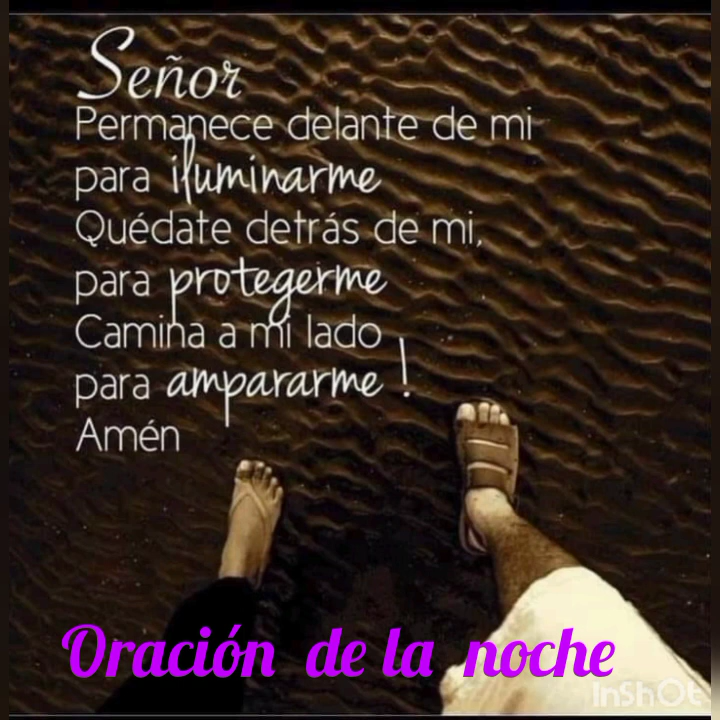 Señor
Permanece delante de mi
para iluminarme
Quédate detrás de mi,
para protegerme
Camina a mi lado
para ampararme !
Amén
Oración de la noche
InShOt